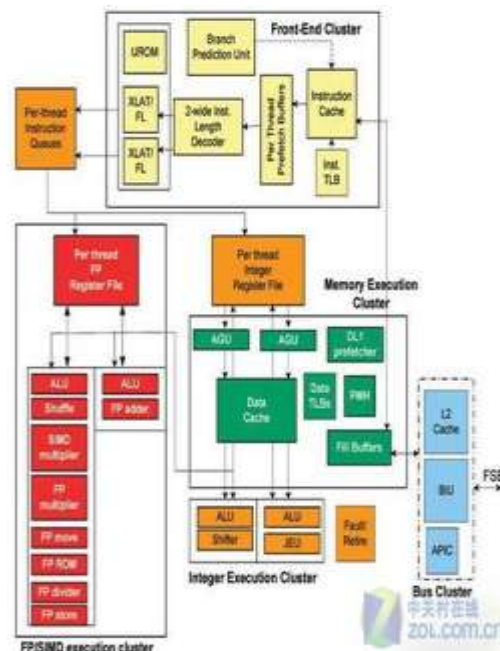 Front-End Cluster
UROM
Branch
Prediction Unit
Per-thread
Instruction
Queues
XLAT/
FL
XLAT/
FL
2-wide Inst.
Length
Decoder
Per Thread
Prefetch Buffers
Instruction
Cache
Inst.
TLB
Per thread
FP
Register File
Per thread
Integer
Register File
Memory Execution
Cluster
AGU
AGU
DL1
prefetcher
Data
Cache
Data
TLBs
PMH
Fill Buffers
ALU
Shuffle
SIMD
multiplier
FP
multiplier
FP move
FP ROM
FP divider
FP store
ALU
FP adder
ALU
Shifter
ALU
JEU
Fault/
Retire
Integer Execution Cluster
L2
Cache
BIU
APIC
FSB
Bus Cluster
FP/SIMD execution cluster
中关村在线
zol.com.cn